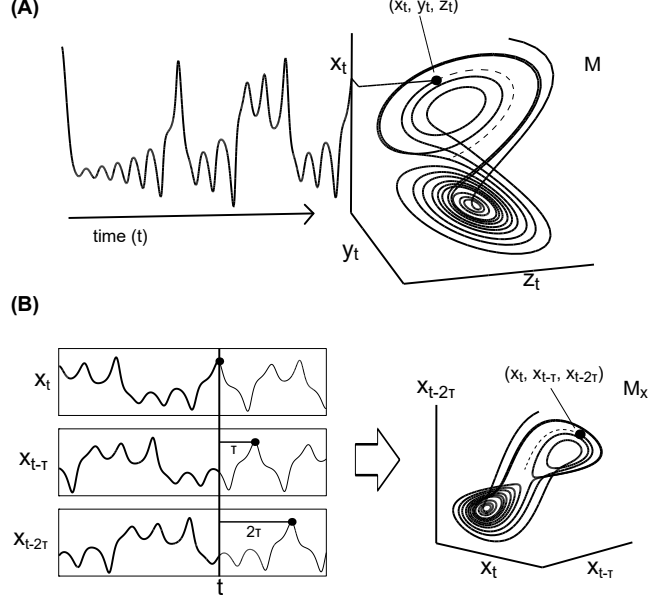 (A)
(xt, yt, zt)
xt
M
time (t)
yt
zt
(B)
xt
xt-τ
τ
xt-2τ
2τ
t
xt-2τ
(xt, xt-τ, xt-2τ)
Mx
xt
xt-τ